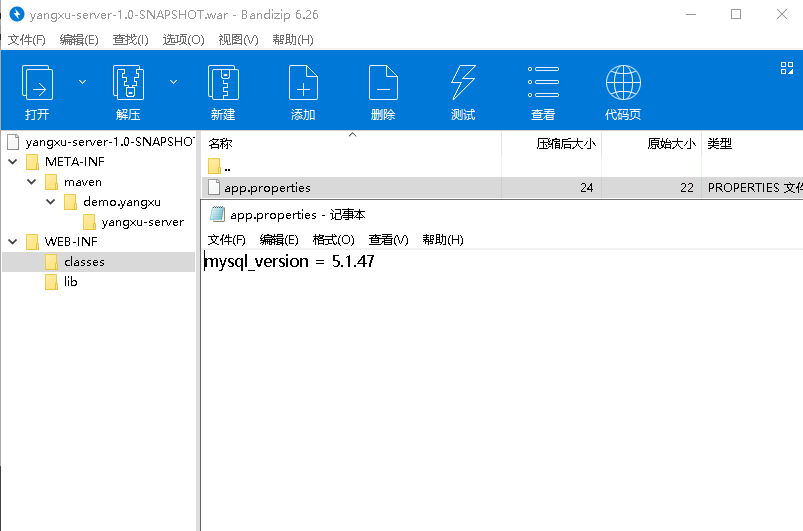 yangxu-server-1.0-SNAPSHOT.war - Bandizip 6.26
文件(F) 编辑(E) 查找(I) 选项(O) 视图(V) 帮助(H)
打开 解压 新建 添加 删除 测试 查看 代码页
yangxu-server-1.0-SNAPSHOT
META-INF
maven
demo.yangxu
yangxu-server
WEB-INF
classes
lib
名称 压缩后大小 原始大小 类型
..
app.properties 24 22 PROPERTIES 文件
app.properties - 记事本
文件(F) 编辑(E) 格式(O) 查看(V) 帮助(H)
mysql_version = 5.1.47